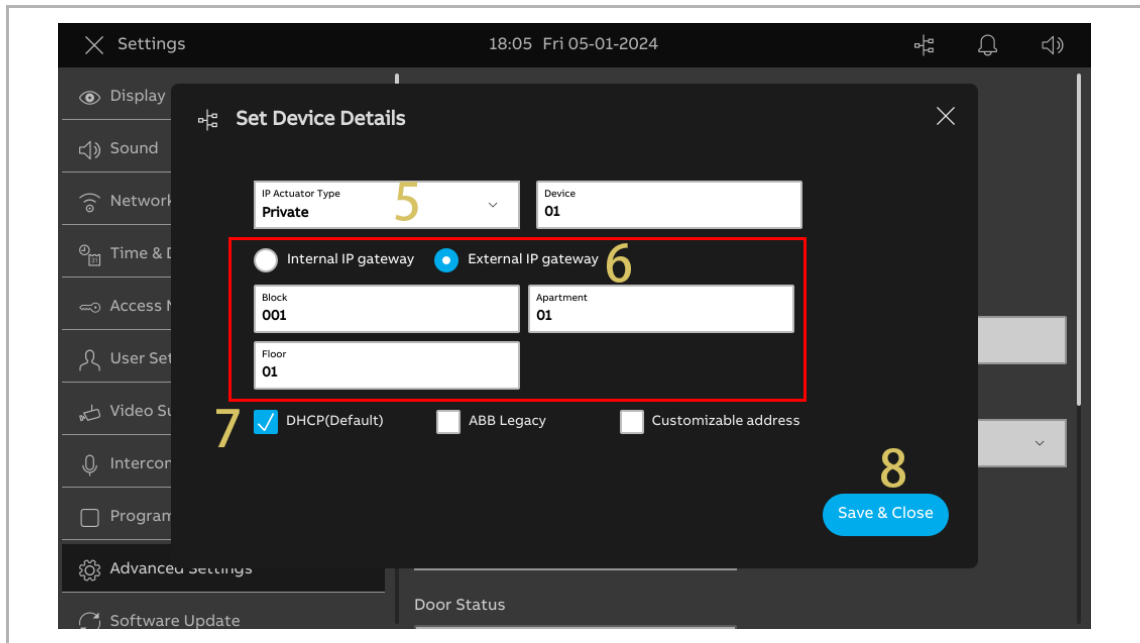 Settings 18:05 Fri 05-01-2024
Display
Set Device Details
Sound
IP Actuator Type
Private
5
Device
01
Network
Time & D
Internal IP gateway
External IP gateway
6
Block
001
Apartment
01
Access
User Set
Floor
01
Video Su
7
DHCP(Default)
ABB Legacy
Customizable address
Intercom
8
Program
Save & Close
Advanced Settings
Door Status
Software Update